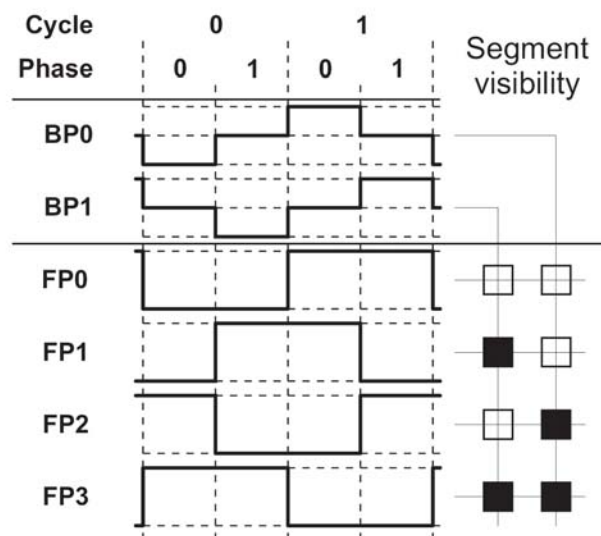 Cycle 0 1
Phase 0 1 0 1
Segment
visibility
BP0
BP1
FP0
FP1
FP2
FP3